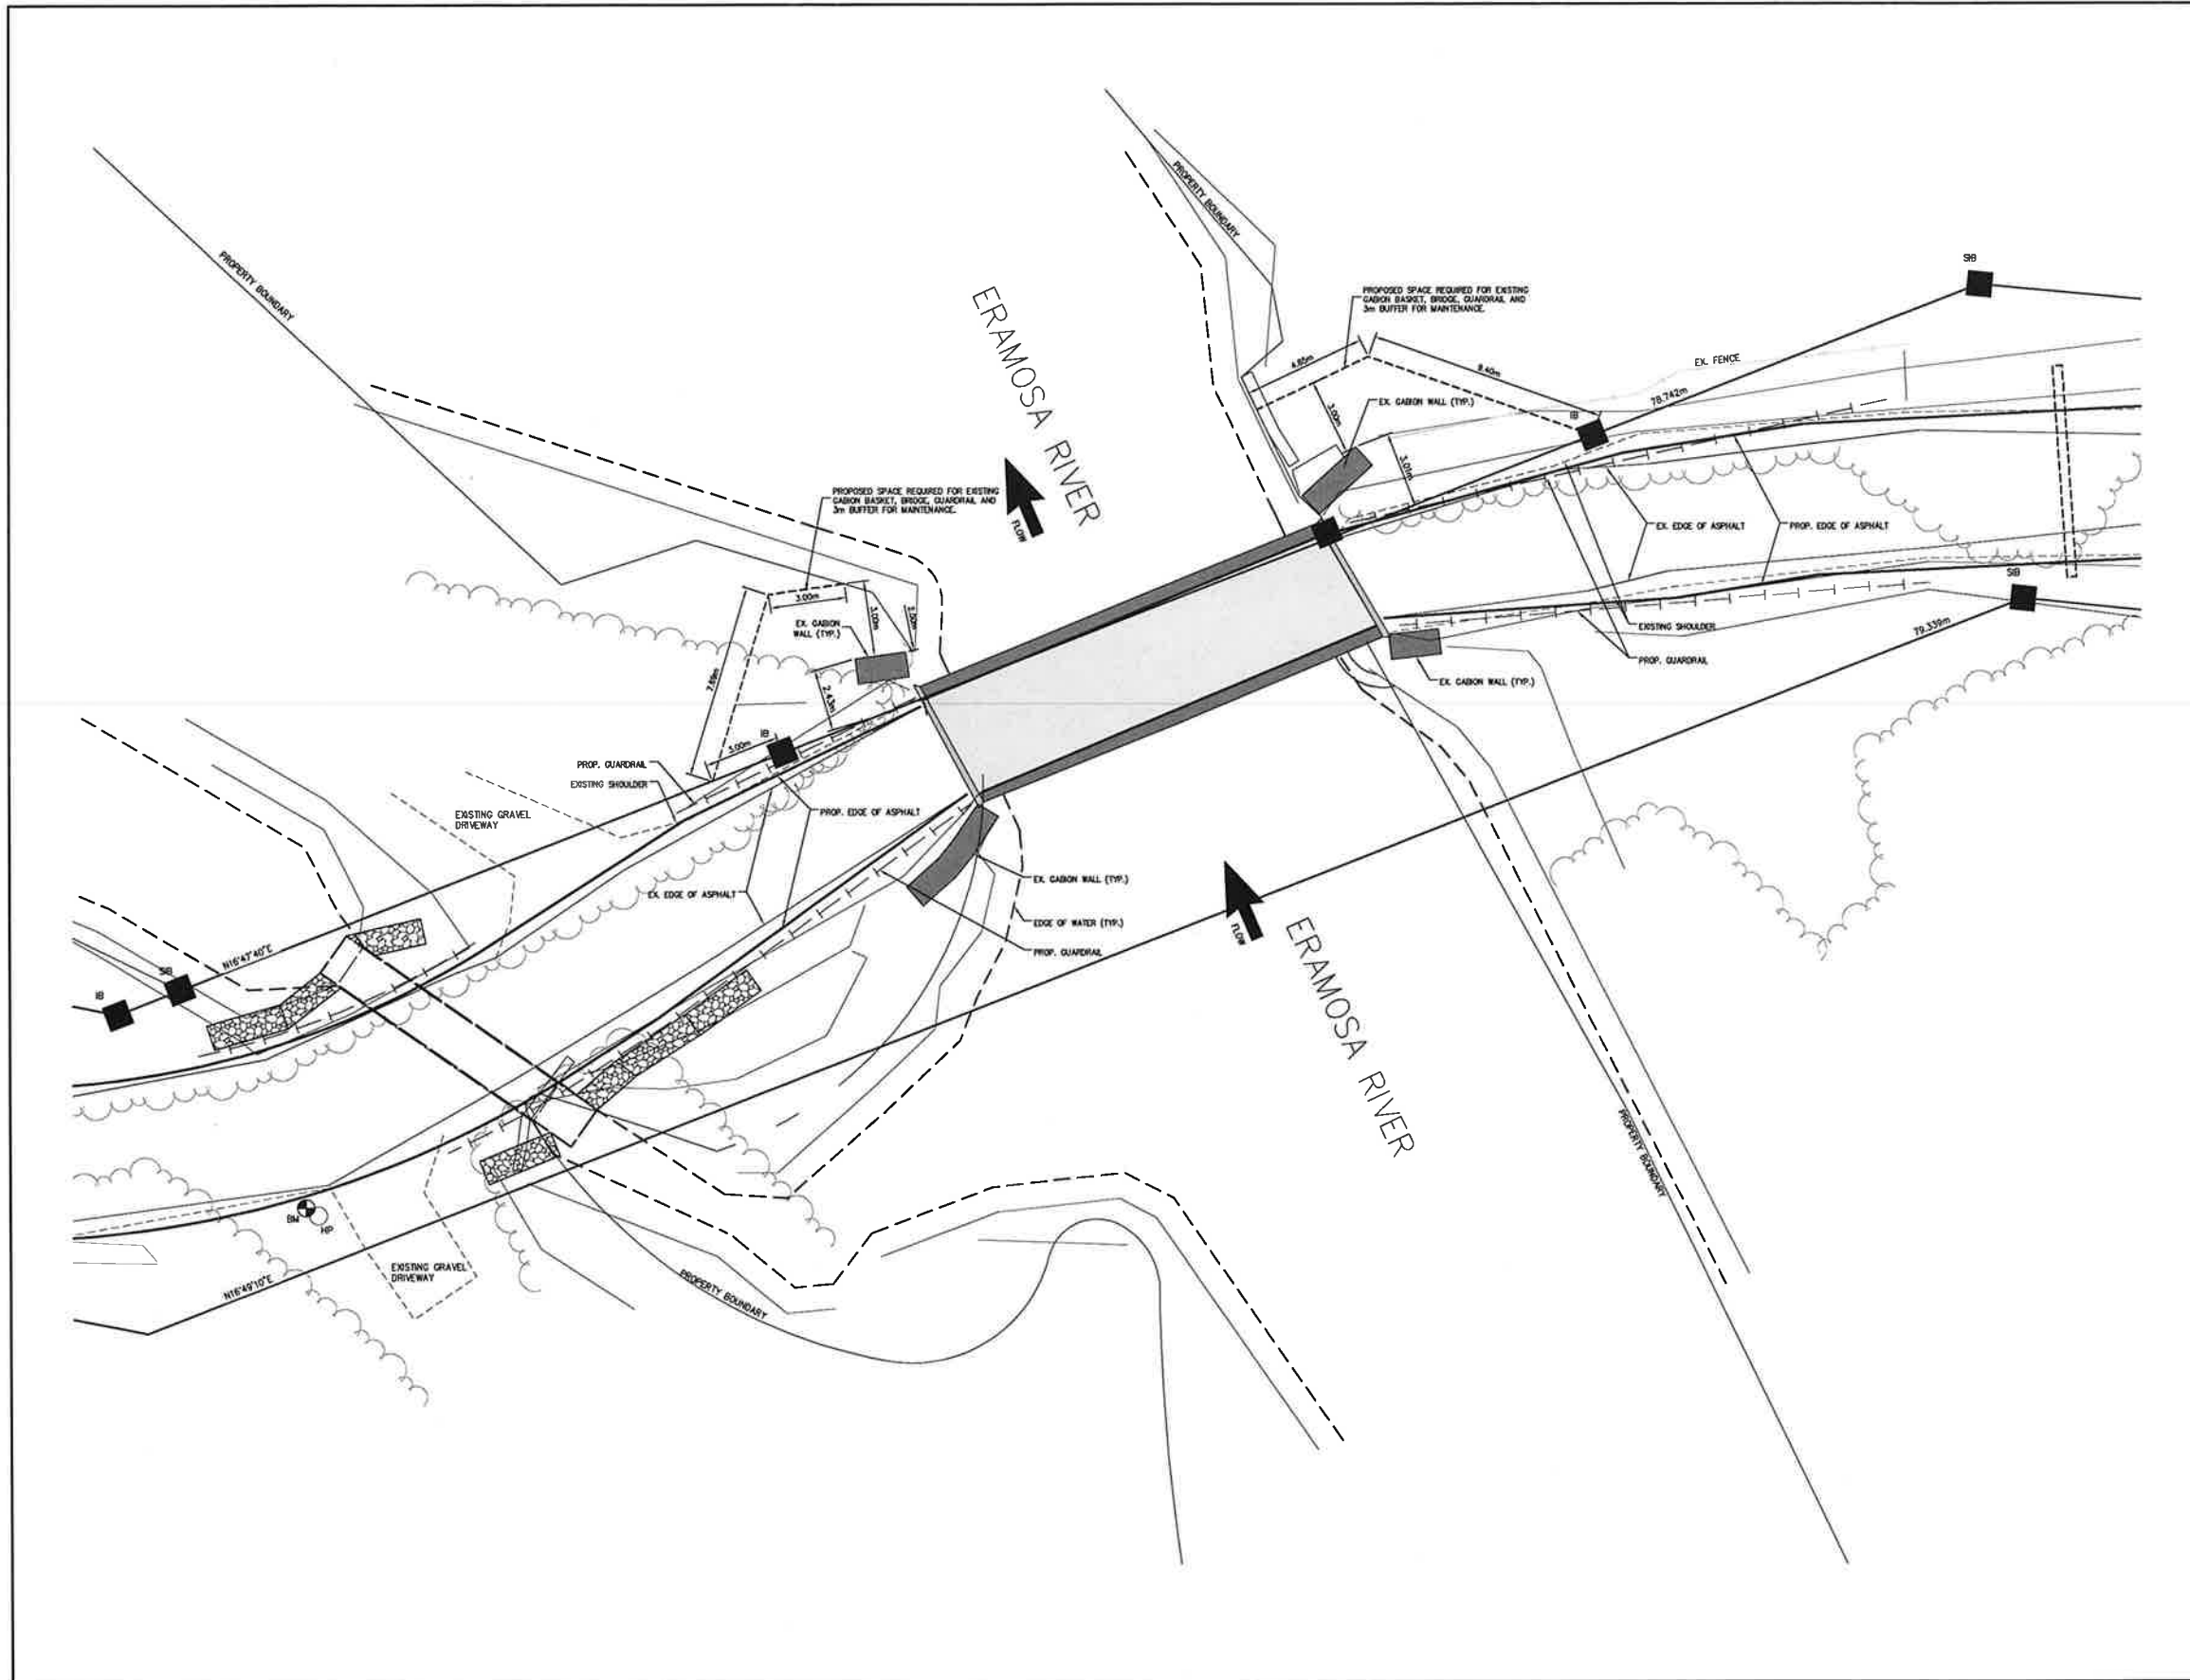 PROPERTY BOUNDARY
PROPERTY BOUNDARY
SIB
ERAMOSA RIVER
PROPOSED SPACE REQUIRED FOR EXISTING
GABION BASKET, BRIDGE, GUARDRAIL AND
3m BUFFER FOR MAINTENANCE.
4.85m
9.40m
EX. FENCE
78.742m
3.00m
EX. GABION WALL (TYP.)
IB
3.01m
PROPOSED SPACE REQUIRED FOR EXISTING
GABION BASKET, BRIDGE, GUARDRAIL AND
3m BUFFER FOR MAINTENANCE.
FLOW
EX. EDGE OF ASPHALT
PROP. EDGE OF ASPHALT
SIB
3.00m
3.00m
EX. GABION
WALL (TYP.)
EXISTING SHOULDER
79.339m
PROP. GUARDRAIL
EX. GABION WALL (TYP.)
7.89m
2.43m
3.00m
IB
PROP. GUARDRAIL
EXISTING SHOULDER
EXISTING GRAVEL
DRIVEWAY
PROP. EDGE OF ASPHALT
EX. EDGE OF ASPHALT
EX. GABION WALL (TYP.)
EDGE OF WATER (TYP.)
PROP. GUARDRAIL
FLOW
ERAMOSA RIVER
N16°47'40"E
SIB
IB
PROPERTY BOUNDARY
BM
HP
EXISTING GRAVEL
DRIVEWAY
N16°49'10"E
PROPERTY BOUNDARY